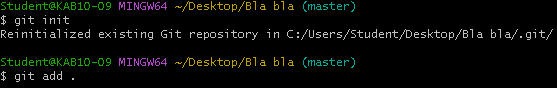 Student@KAB10-09 MINGW64 ~/Desktop/Bla bla (master)
$ git init
Reinitialized existing Git repository in C:/Users/Student/Desktop/Bla bla/.git/
Student@KAB10-09 MINGW64 ~/Desktop/Bla bla (master)
$ git add .